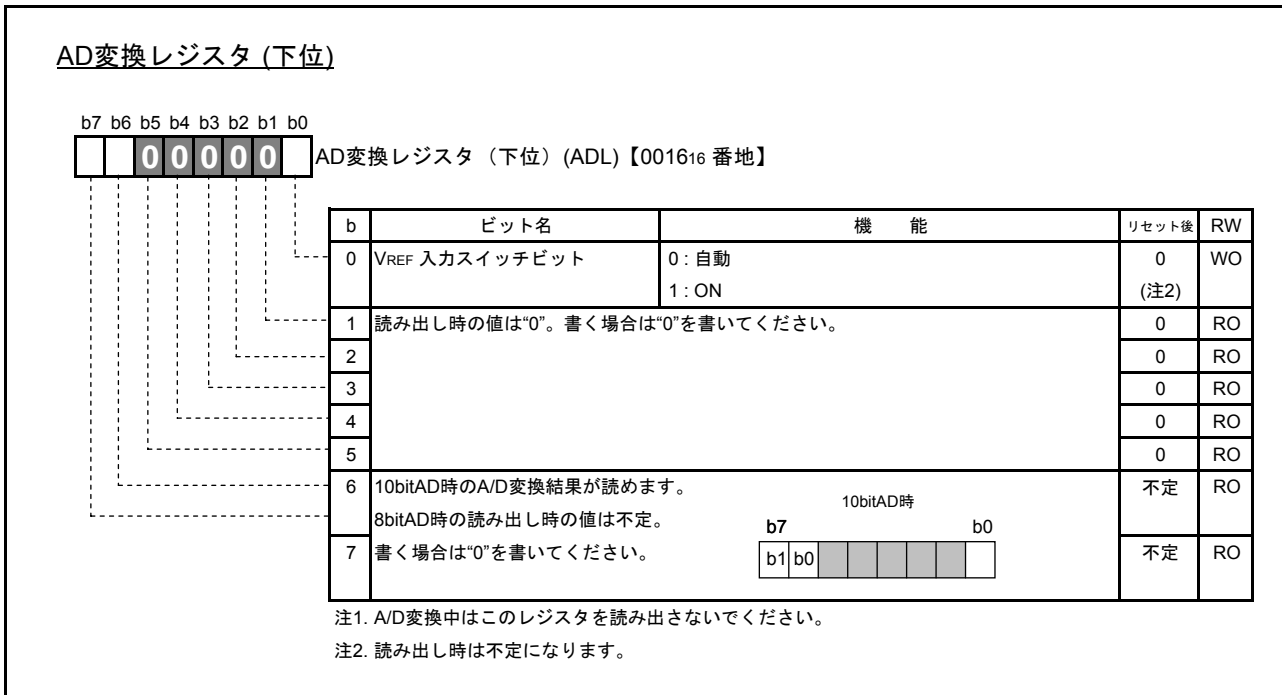 AD変換レジスタ (下位)
b7 b6 b5 b4 b3 b2 b1 b0
0 0 0 0 0
AD変換レジスタ（下位）(ADL)【001616 番地】
b ビット名 機 能 リセット後 RW
0 VREF 入力スイッチビット 0 : 自動 0 WO
1 : ON (注2)
1 読み出し時の値は“0”。書く場合は“0”を書いてください。 0 RO
2 0 RO
3 0 RO
4 0 RO
5 0 RO
6 10bitAD時のA/D変換結果が読めます。 10bitAD時 不定 RO
8bitAD時の読み出し時の値は不定。 b7 b0
7 書く場合は“0”を書いてください。 b1 b0 不定 RO
注1. A/D変換中はこのレジスタを読み出さないでください。
注2. 読み出し時は不定になります。